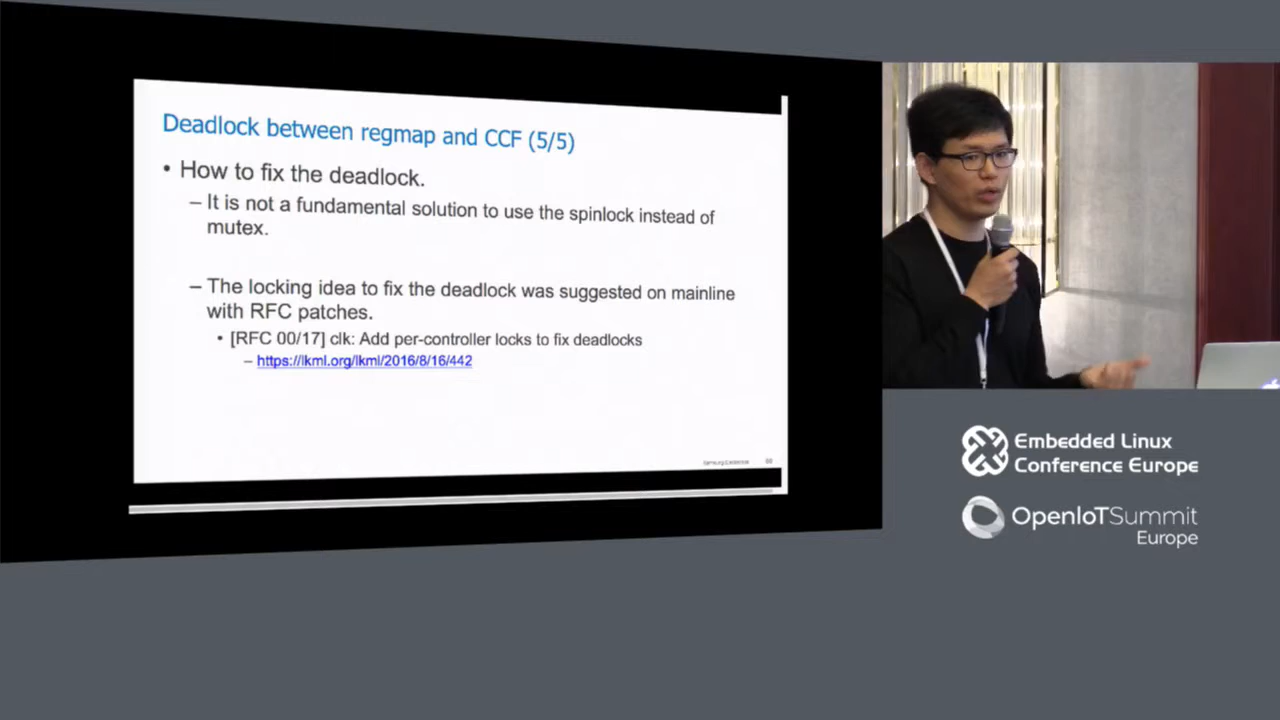 Deadlock between regmap and CCF (5/5)
• How to fix the deadlock.
– It is not a fundamental solution to use the spinlock instead of
mutex.
– The locking idea to fix the deadlock was suggested on mainline
with RFC patches.
• [RFC 00/17] clk: Add per-controller locks to fix deadlocks
– https://lkml.org/lkml/2016/8/16/442
Embedded Linux
Conference Europe
OpenIoTSummit
Europe